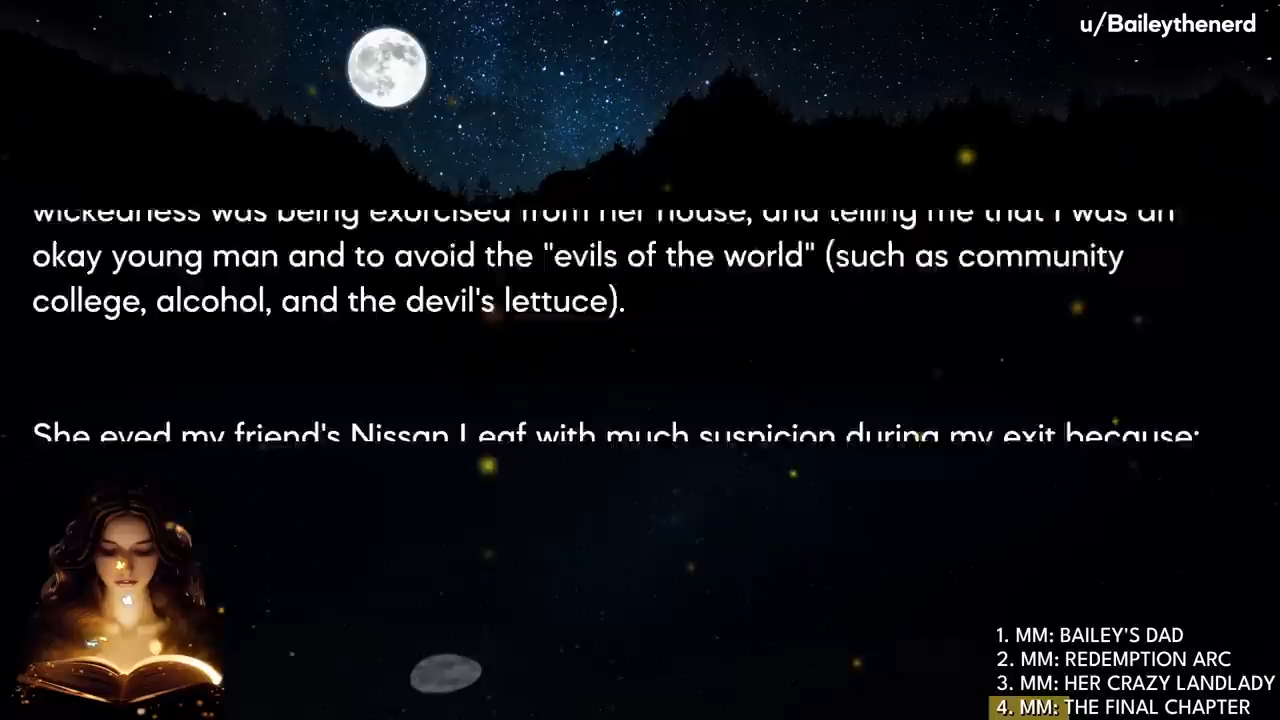 u/Baileythenerd
wickedness was being exorcised from her house, and telling me that I was an
okay young man and to avoid the "evils of the world" (such as community
college, alcohol, and the devil's lettuce).
She eyed my friend's Nissan Leaf with much suspicion during my exit because:
1. MM: BAILEY'S DAD
2. MM: REDEMPTION ARC
3. MM: HER CRAZY LANDLADY
4. MM: THE FINAL CHAPTER